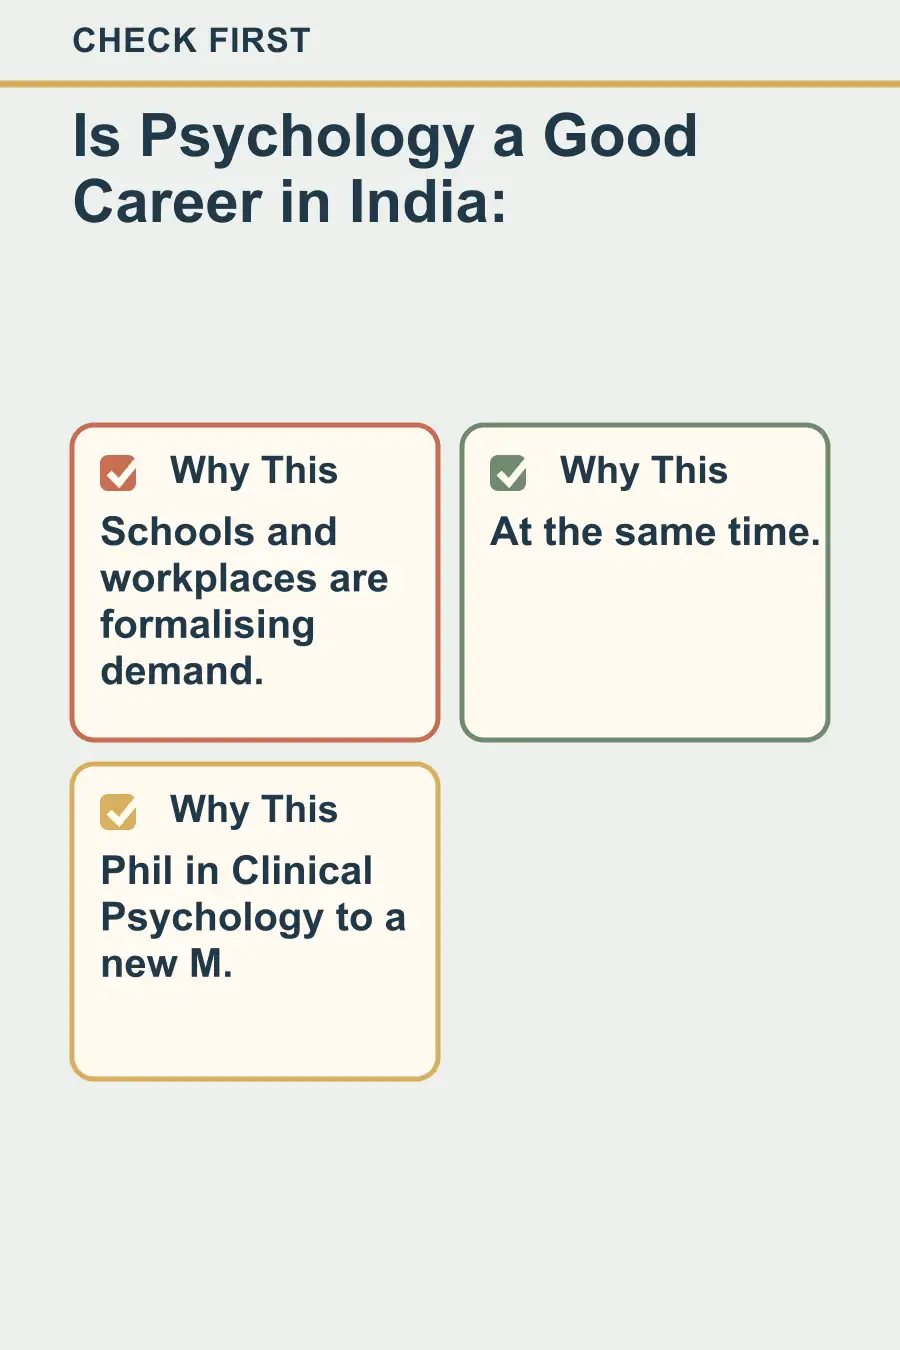 CHECK FIRST
Is Psychology a Good
Career in India:
Why This
Schools and
workplaces are
formalising
demand.
Why This
At the same time.
Why This
Phil in Clinical
Psychology to a
new M.